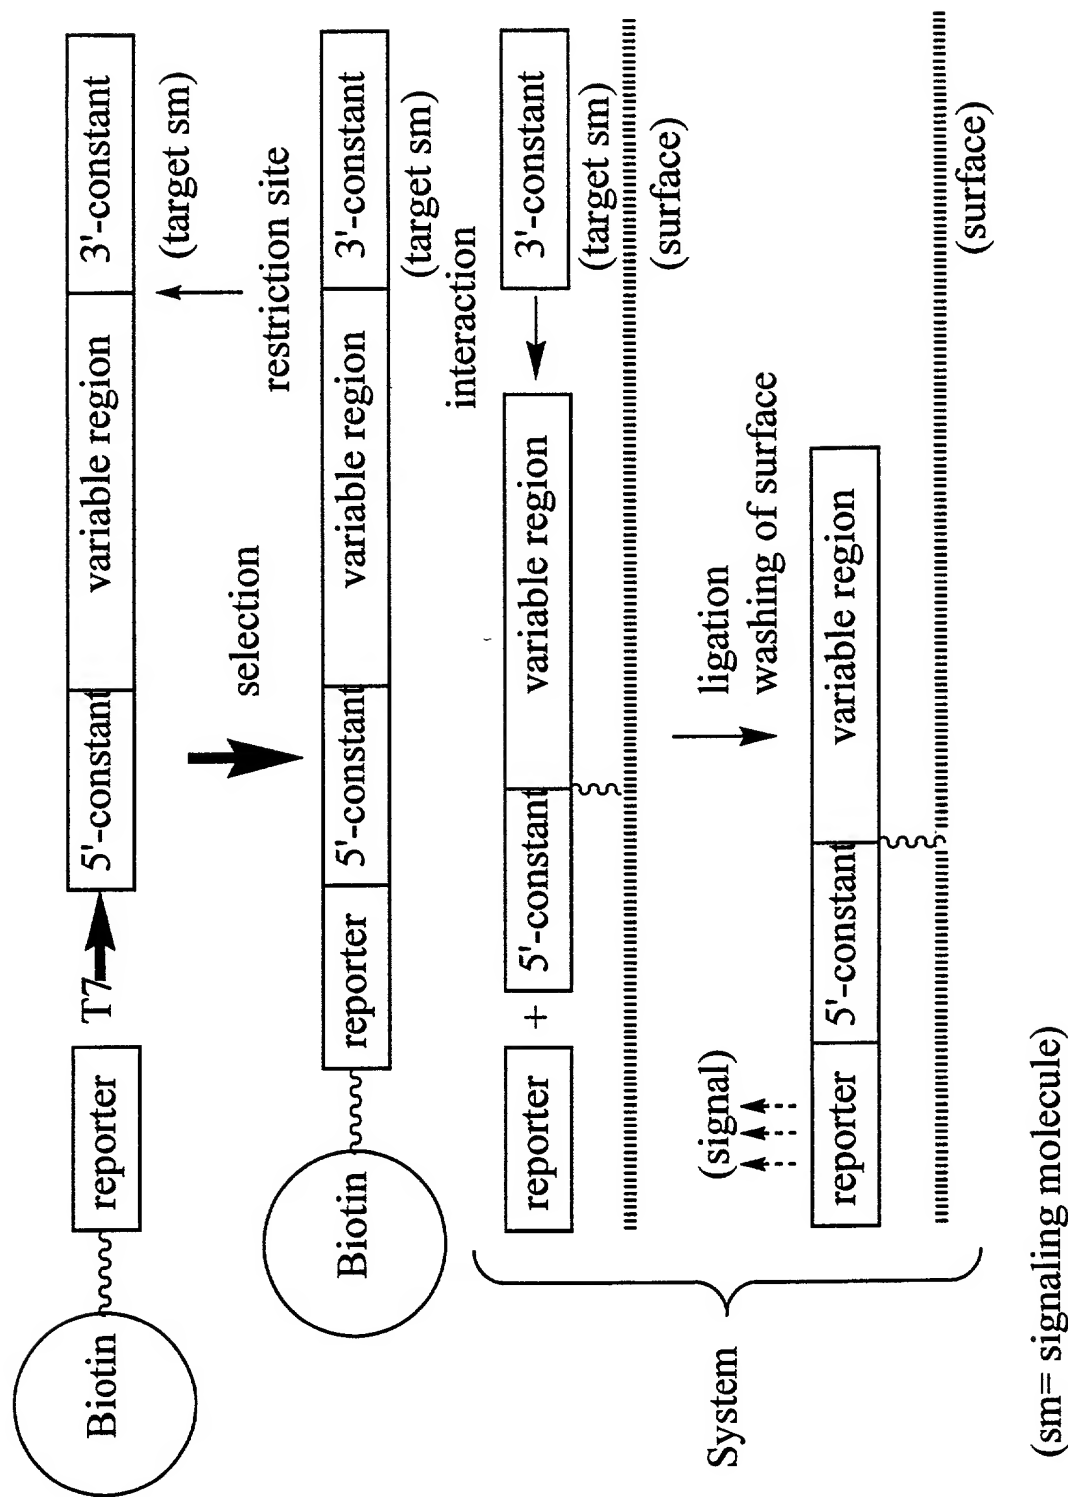 Biotin
reporter
T7
5'-constant
variable region
3'-constant
(target sm)
restriction site
selection
Biotin
reporter
5'-constant
variable region
3'-constant
(target sm)
interaction
reporter
+
5'-constant
variable region
3'-constant
(target sm)
(surface)
System
ligation
washing of surface
(signal)
reporter
5'-constant
variable region
(surface)
(sm= signaling molecule)